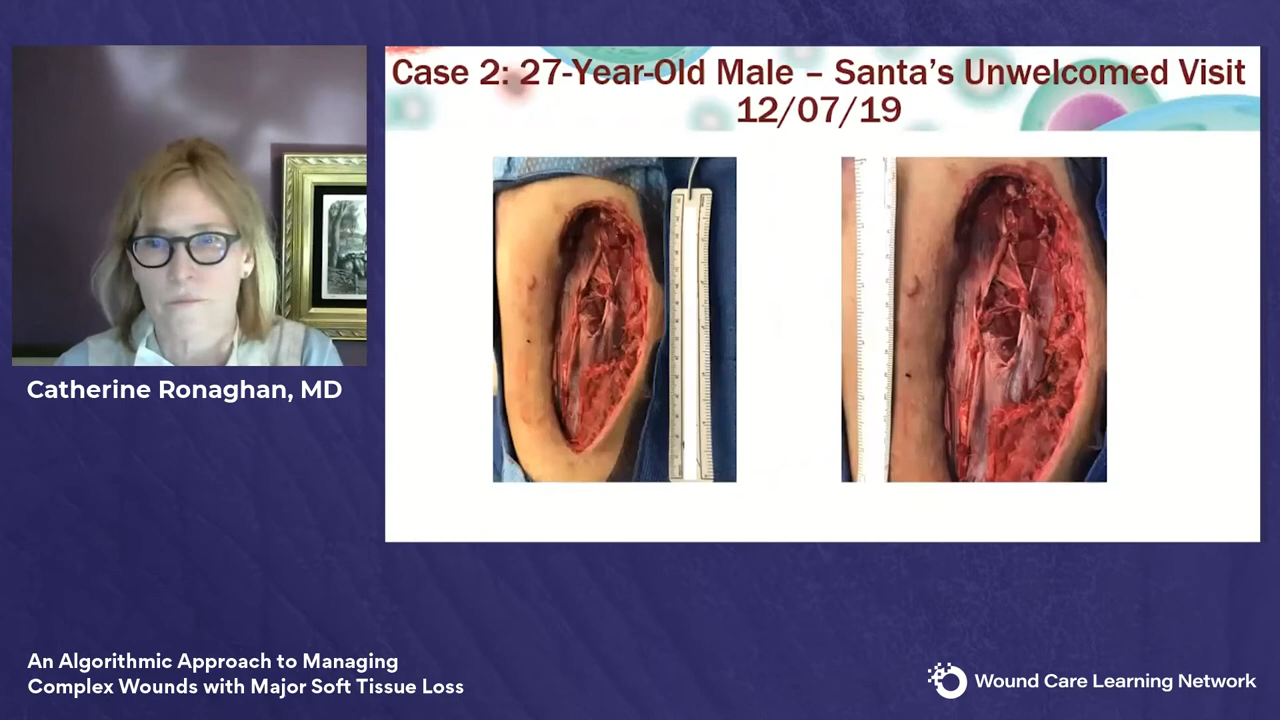 Case 2: 27-Year-Old Male – Santa's Unwelcomed Visit
12/07/19
Catherine Ronaghan, MD
An Algorithmic Approach to Managing
Complex Wounds with Major Soft Tissue Loss
Wound Care Learning Network